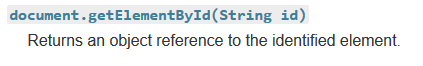 document.getElementById(String id)
Returns an object reference to the identified element.